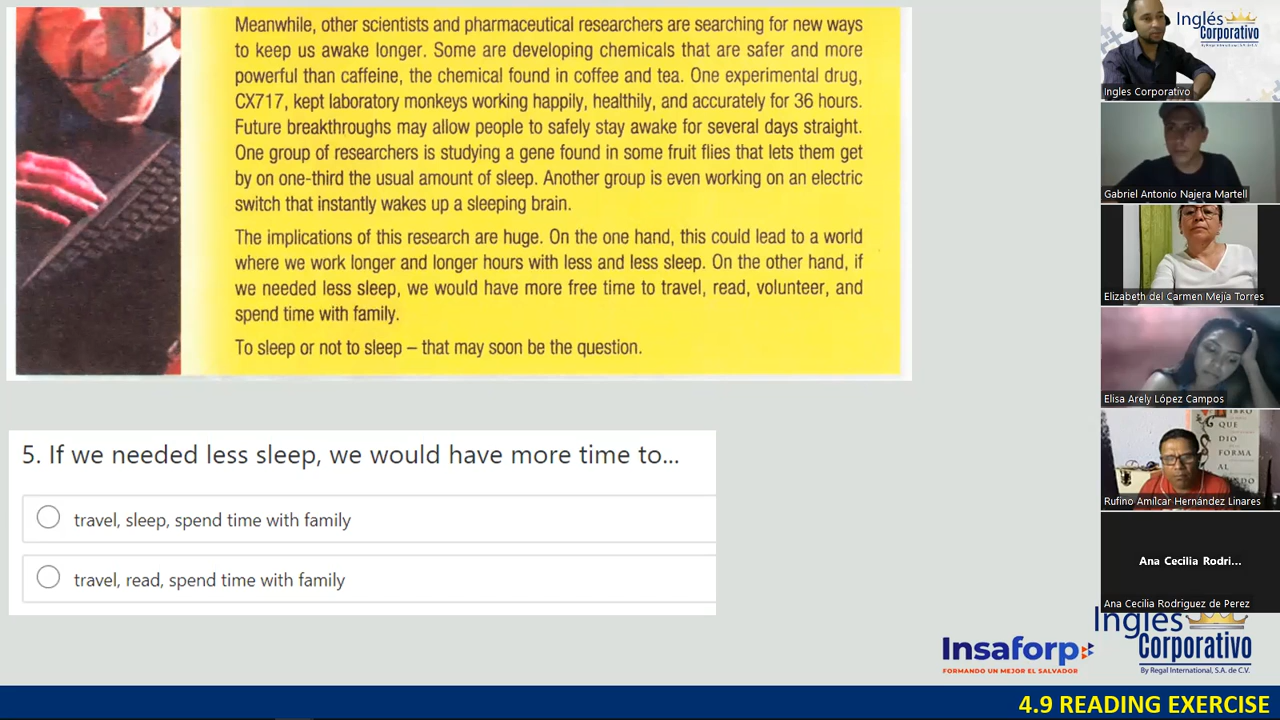 Meanwhile, other scientists and pharmaceutical researchers are searching for new ways
to keep us awake longer. Some are developing chemicals that are safer and more
powerful than caffeine, the chemical found in coffee and tea. One experimental drug,
CX717, kept laboratory monkeys working happily, healthily, and accurately for 36 hours.
Future breakthroughs may allow people to safely stay awake for several days straight.
One group of researchers is studying a gene found in some fruit flies that lets them get
by on one-third the usual amount of sleep. Another group is even working on an electric
switch that instantly wakes up a sleeping brain.
The implications of this research are huge. On the one hand, this could lead to a world
where we work longer and longer hours with less and less sleep. On the other hand, if
we needed less sleep, we would have more free time to travel, read, volunteer, and
spend time with family.
To sleep or not to sleep – that may soon be the question.
5. If we needed less sleep, we would have more time to...
travel, sleep, spend time with family
travel, read, spend time with family
Inglés
Corporativo
By Regal International, S.A. de C.V.
Ingles Corporativo
Gabriel Antonio Najera Martell
Elizabeth del Carmen Mejía Torres
Elisa Arely López Campos
QUE
DIO
FORMA
AL
Rufino Amílcar Hernández Linares
Ana Cecilia Rodri...
Ana Cecilia Rodriguez de Perez
Insaforp
FORMANDO UN MEJOR EL SALVADOR
Inglés
Corporativo
By Regal International, S.A. de C.V.
4.9 READING EXERCISE